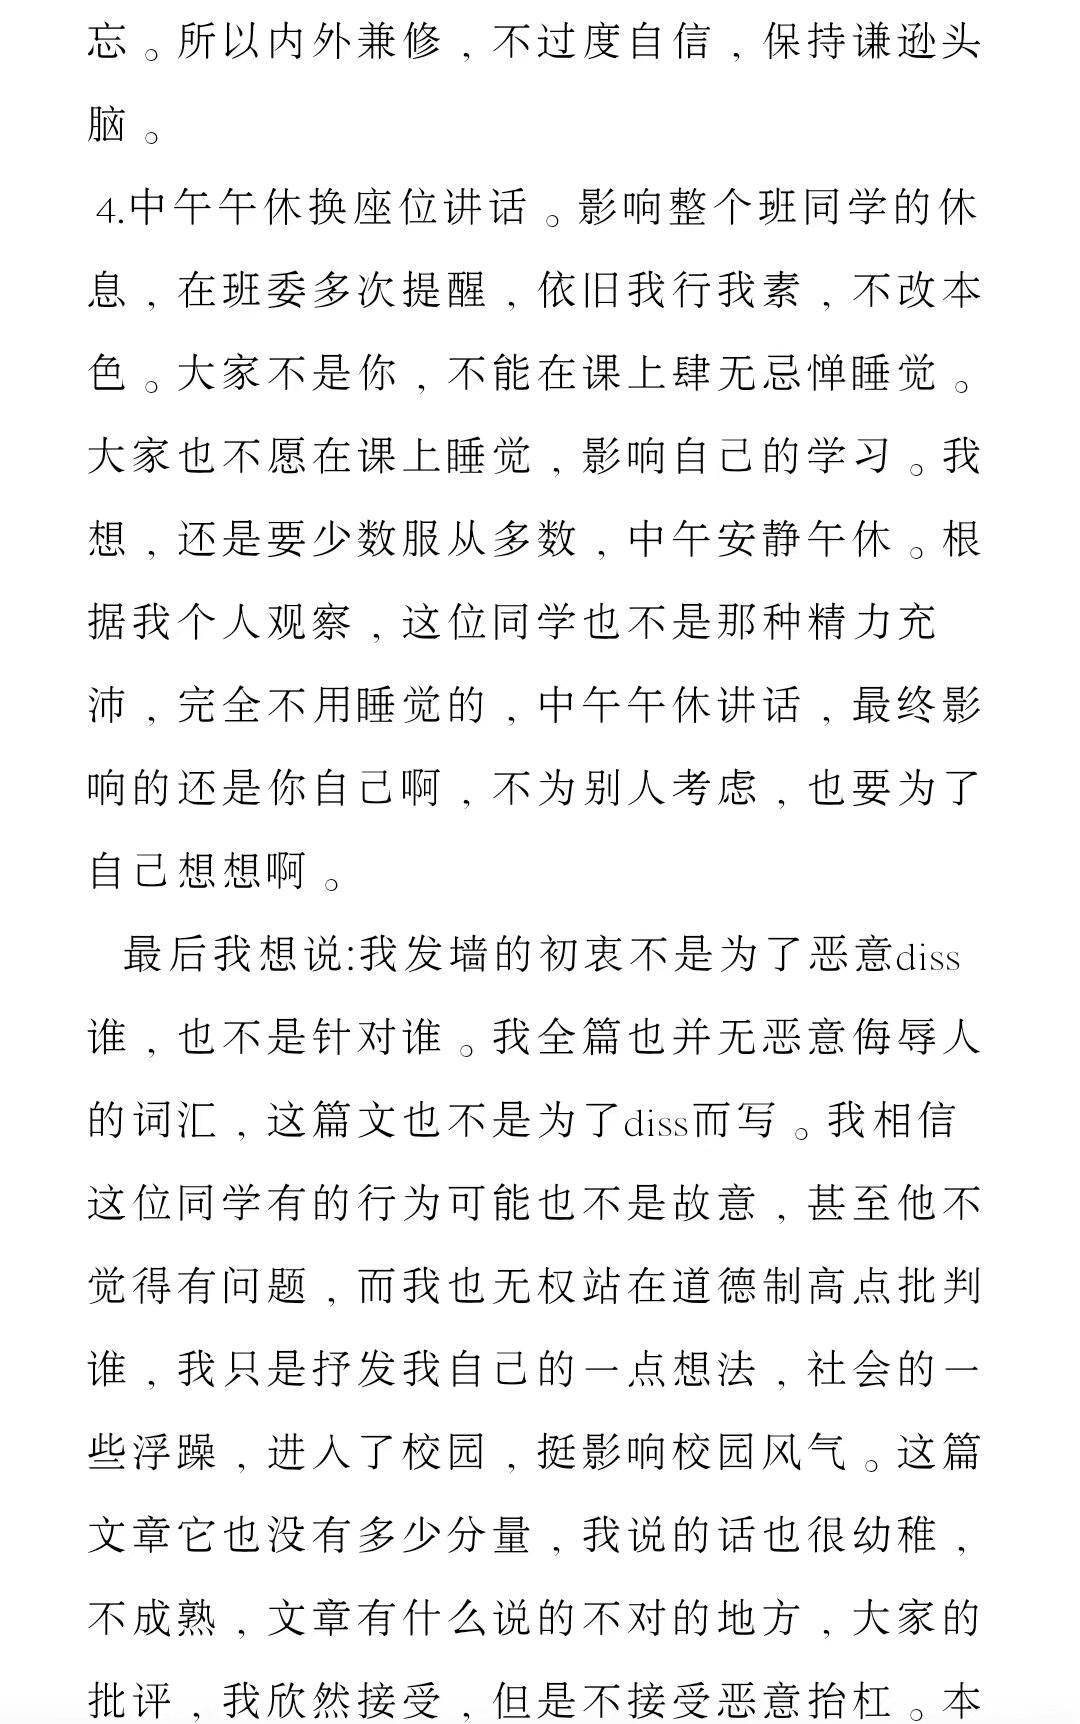 忘。所以内外兼修，不过度自信，保持谦逊头
脑。
4.中午午休换座位讲话。影响整个班同学的休
息，在班委多次提醒，依旧我行我素，不改本
色。大家不是你，不能在课上肆无忌惮睡觉。
大家也不愿在课上睡觉，影响自己的学习。我
想，还是要少数服从多数，中午安静午休。根
据我个人观察，这位同学也不是那种精力充
沛，完全不用睡觉的，中午午休讲话，最终影
响的还是你自己啊，不为别人考虑，也要为了
自己想想啊。
最后我想说:我发墙的初衷不是为了恶意diss
谁，也不是针对谁。我全篇也并无恶意侮辱人
的词汇，这篇文也不是为了diss而写。我相信
这位同学有的行为可能也不是故意，甚至他不
觉得有问题，而我也无权站在道德制高点批判
谁，我只是抒发我自己的一点想法，社会的一
些浮躁，进入了校园，挺影响校园风气。这篇
文章它也没有多少分量，我说的话也很幼稚，
不成熟，文章有什么说的不对的地方，大家的
批评，我欣然接受，但是不接受恶意抬杠。本